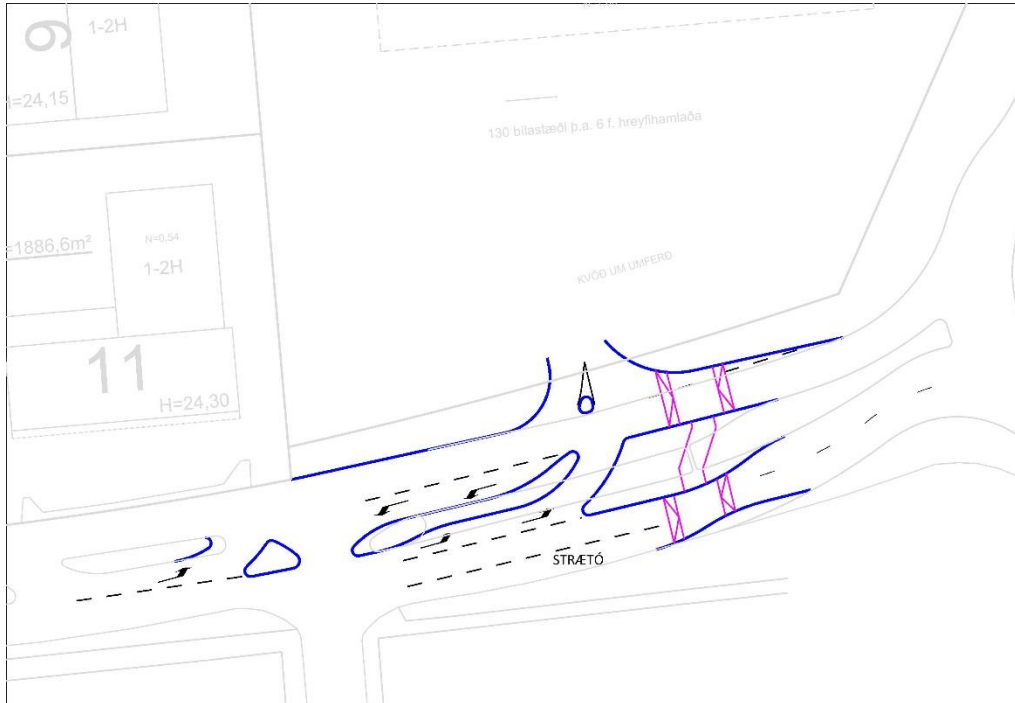 9
1-2H
=24,15
130 bílastæði þ.a. 6 f. hreyfihamlaða
=1886,6m²
N=0,54
1-2H
KVÖÐ UM UMFERÐ
11
H=24,30
STRÆTÓ